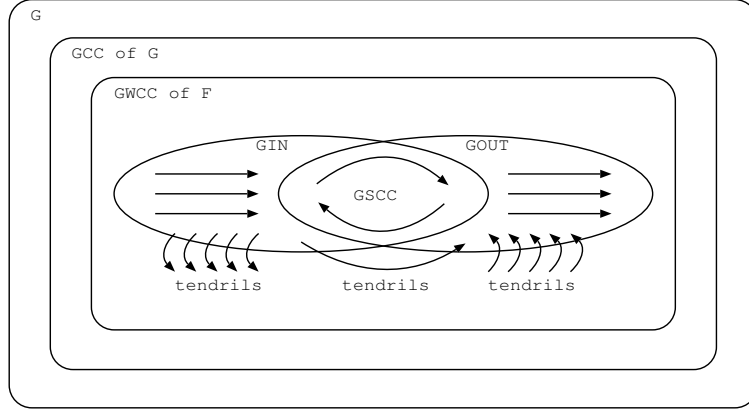 G
GCC of G
GWCC of F
GIN GOUT
GSCC
tendrils tendrils tendrils